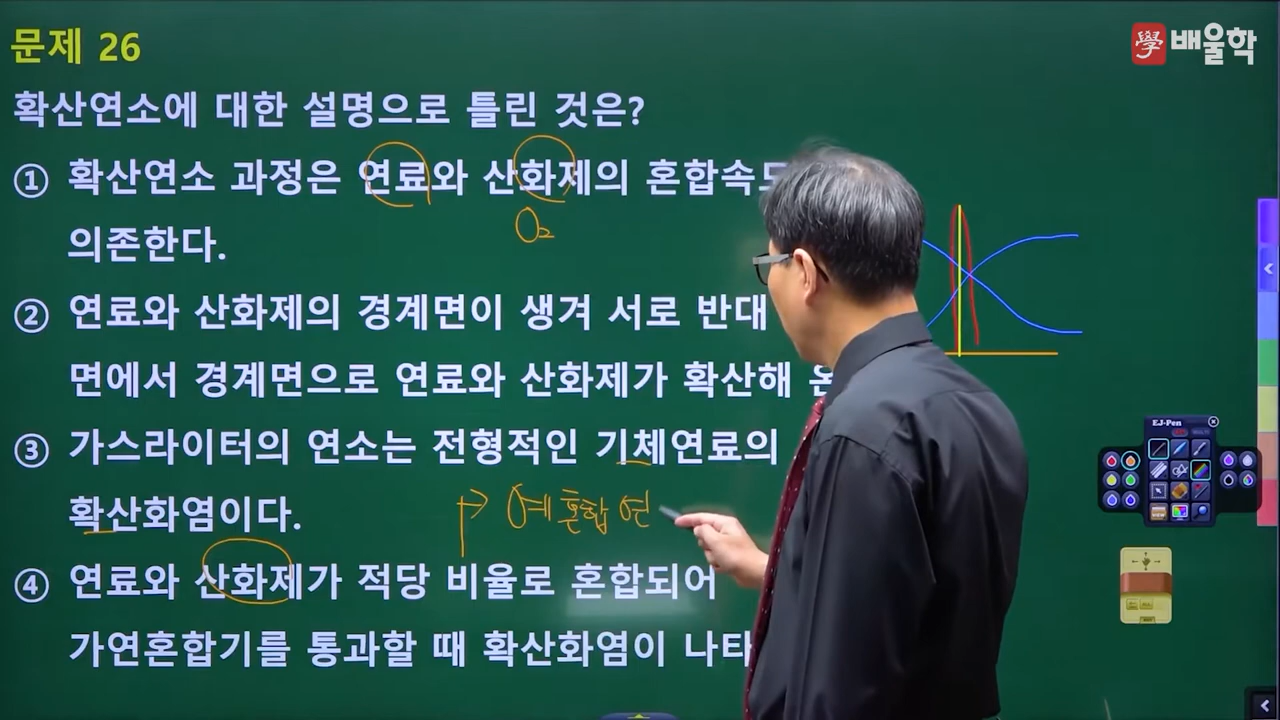 문제 26
學 배울학
확산연소에 대한 설명으로 틀린 것은?
① 확산연소 과정은 연료와 산화제의 혼합속도
O₂
의존한다.
② 연료와 산화제의 경계면이 생겨 서로 반대
면에서 경계면으로 연료와 산화제가 확산해
③ 가스라이터의 연소는 전형적인 기체연료의
확산화염이다.
예혼합 연
④ 연료와 산화제가 적당 비율로 혼합되어
가연혼합기를 통과할 때 확산화염이
EJ-Pen